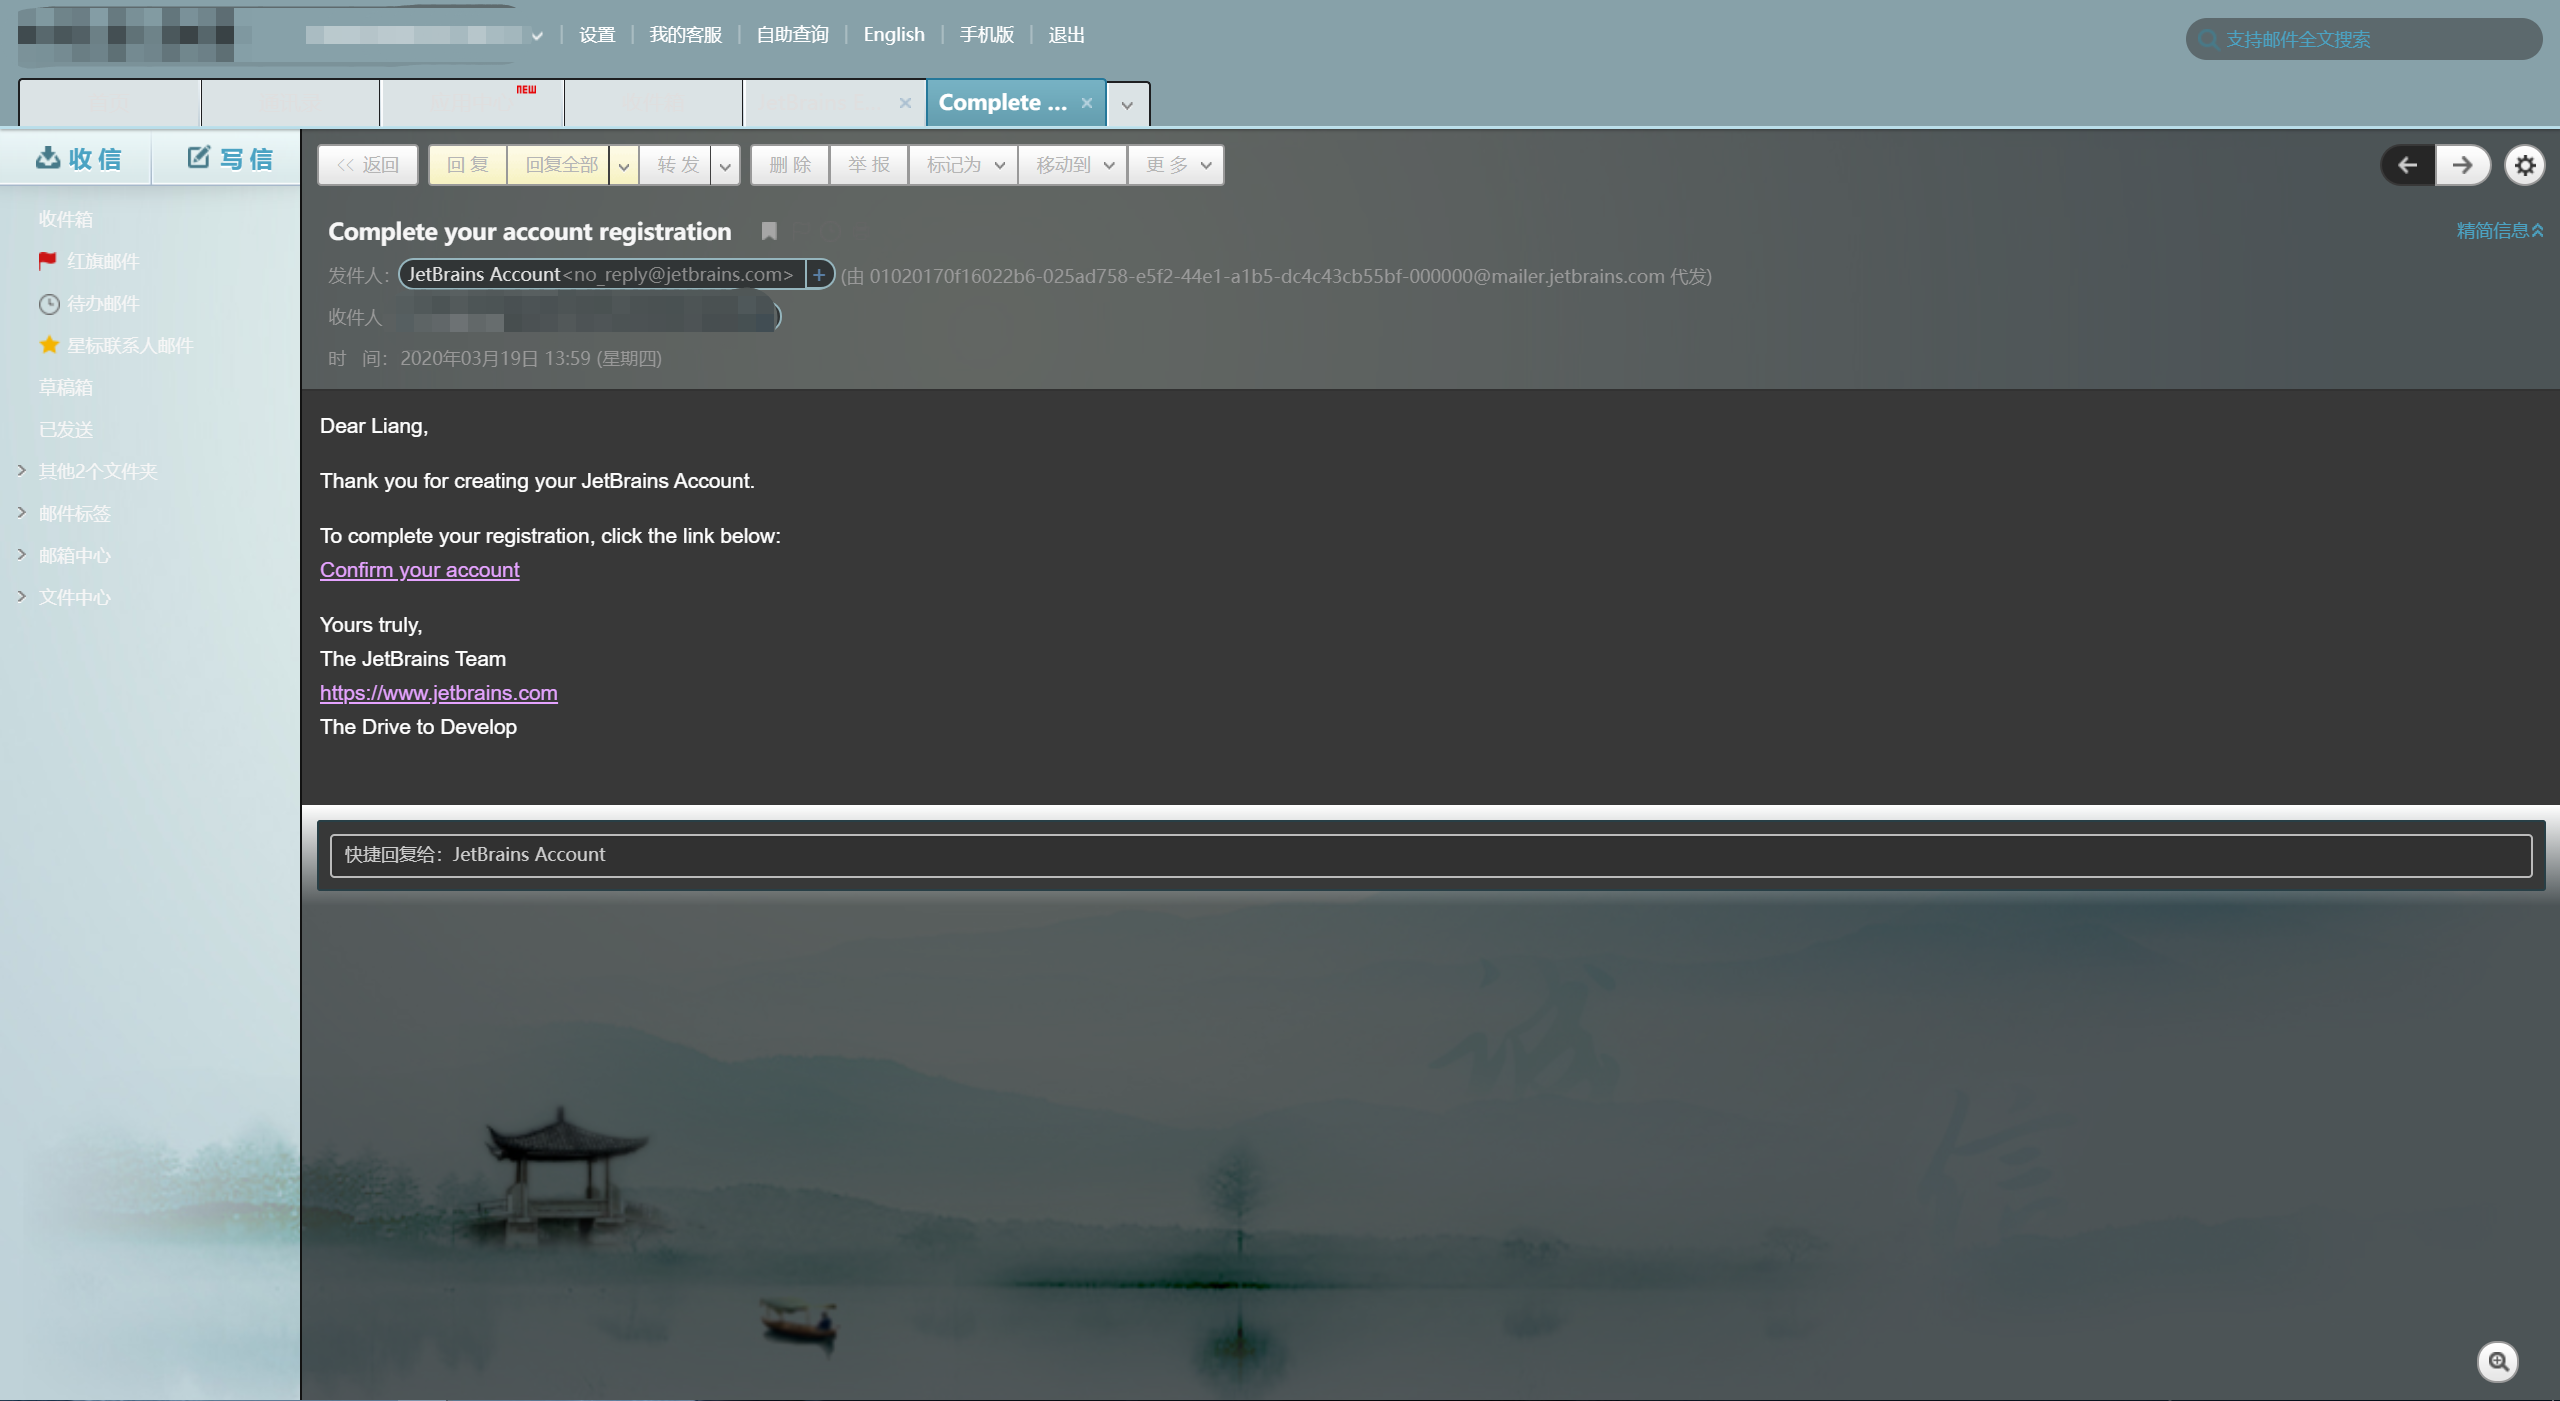 设置 我的客服 自助查询 English 手机版 退出
支持邮件全文搜索
NEW
Complete ...
收信 写信
<< 返回 回复 回复全部 转发 删除 举报 标记为 移动到 更多
收件箱
红旗邮件
待办邮件
星标联系人邮件
草稿箱
已发送
其他2个文件夹
邮件标签
邮箱中心
文件中心
Complete your account registration
精简信息
发件人: JetBrains Account<no_reply@jetbrains.com> + (由 01020170f16022b6-025ad758-e5f2-44e1-a1b5-dc4c43cb55bf-000000@mailer.jetbrains.com 代发)
收件人
时 间: 2020年03月19日 13:59 (星期四)
Dear Liang,
Thank you for creating your JetBrains Account.
To complete your registration, click the link below:
Confirm your account
Yours truly,
The JetBrains Team
https://www.jetbrains.com
The Drive to Develop
快捷回复给: JetBrains Account
诚
信